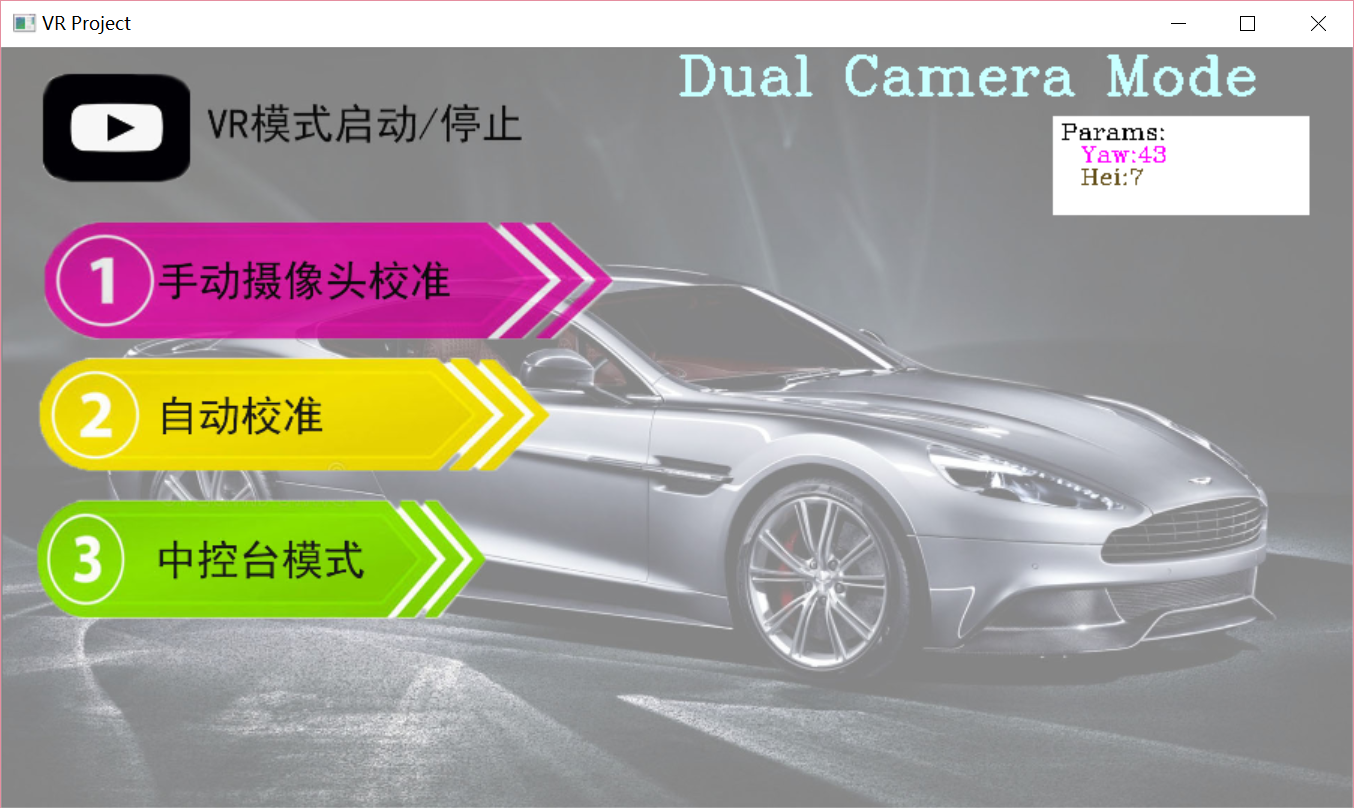 VR Project
Dual Camera Mode
VR模式启动/停止
Params:
Yaw:43
Hei:7
1 手动摄像头校准
2 自动校准
3 中控台模式